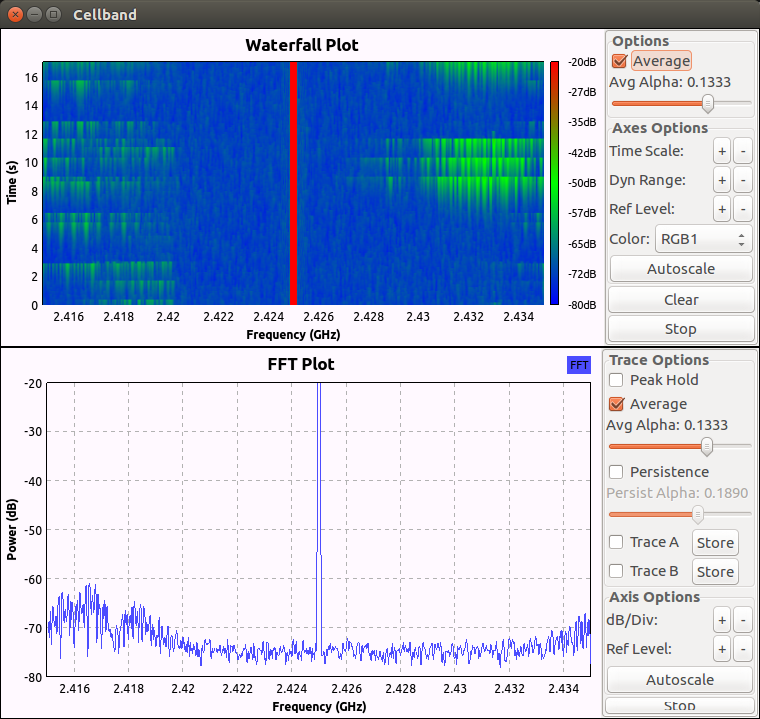 Cellband
Waterfall Plot
Time (s)
16
14
12
10
8
6
4
2
0
2.416 2.418 2.42 2.422 2.424 2.426 2.428 2.43 2.432 2.434
Frequency (GHz)
-20dB
-27dB
-35dB
-42dB
-50dB
-57dB
-65dB
-72dB
-80dB
Options
Average
Avg Alpha: 0.1333
Axes Options
Time Scale: + -
Dyn Range: + -
Ref Level: + -
Color: RGB1
Autoscale
Clear
Stop
FFT Plot
FFT
Power (dB)
-20
-30
-40
-50
-60
-70
-80
2.416 2.418 2.42 2.422 2.424 2.426 2.428 2.43 2.432 2.434
Frequency (GHz)
Trace Options
Peak Hold
Average
Avg Alpha: 0.1333
Persistence
Persist Alpha: 0.1890
Trace A Store
Trace B Store
Axis Options
dB/Div: + -
Ref Level: + -
Autoscale
Stop